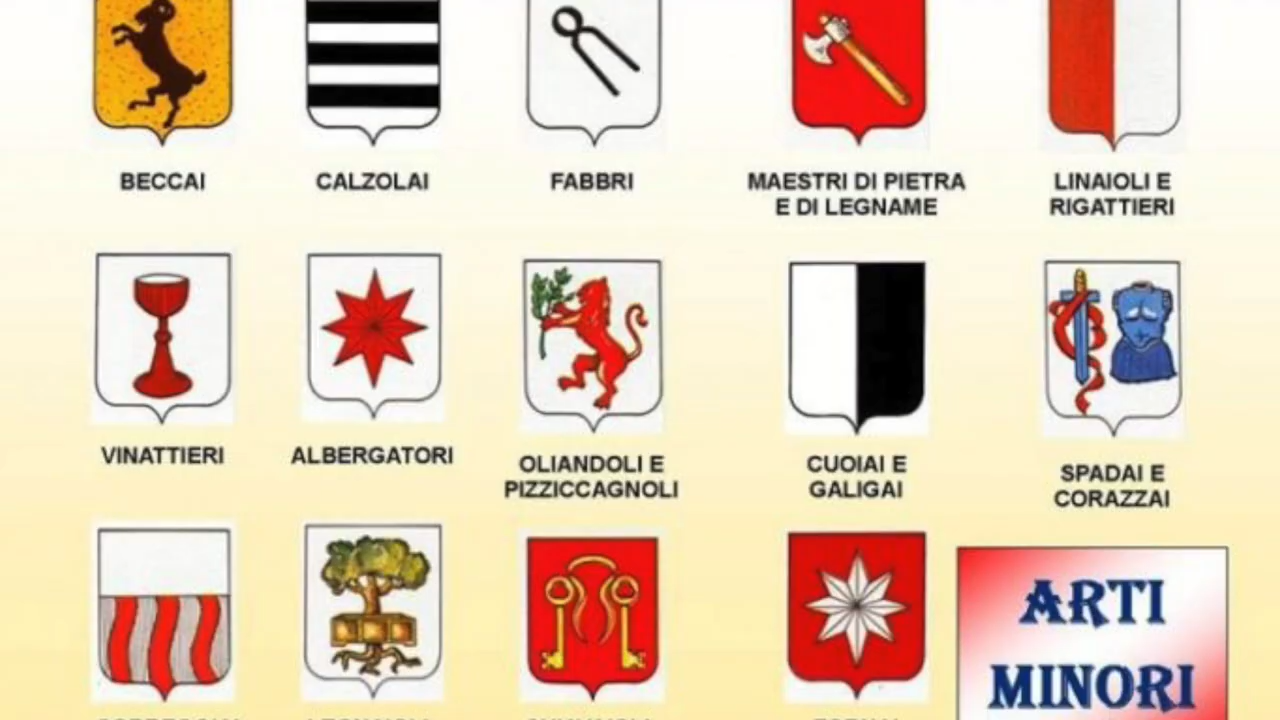 BECCAI
CALZOLAI
FABBRI
MAESTRI DI PIETRA
E DI LEGNAME
LINAIOLI E
RIGATTIERI
VINATTIERI
ALBERGATORI
OLIANDOLI E
PIZZICCAGNOLI
CUOIAI E
GALIGAI
SPADAI E
CORAZZAI
ARTI
MINORI